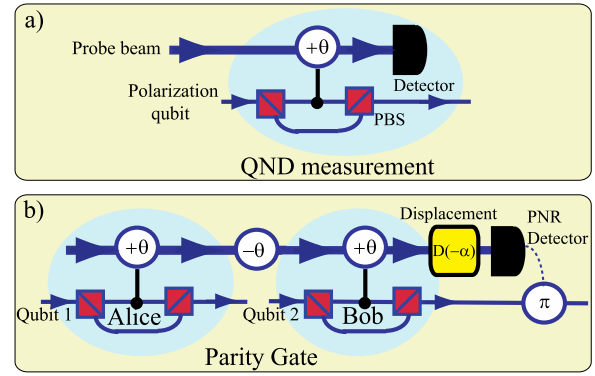 a)
Probe beam
+θ
Detector
Polarization
qubit
PBS
QND measurement
b)
Displacement
PNR
Detector
+θ
−θ
+θ
D(−α)
π
Qubit 1
Alice
Qubit 2
Bob
Parity Gate